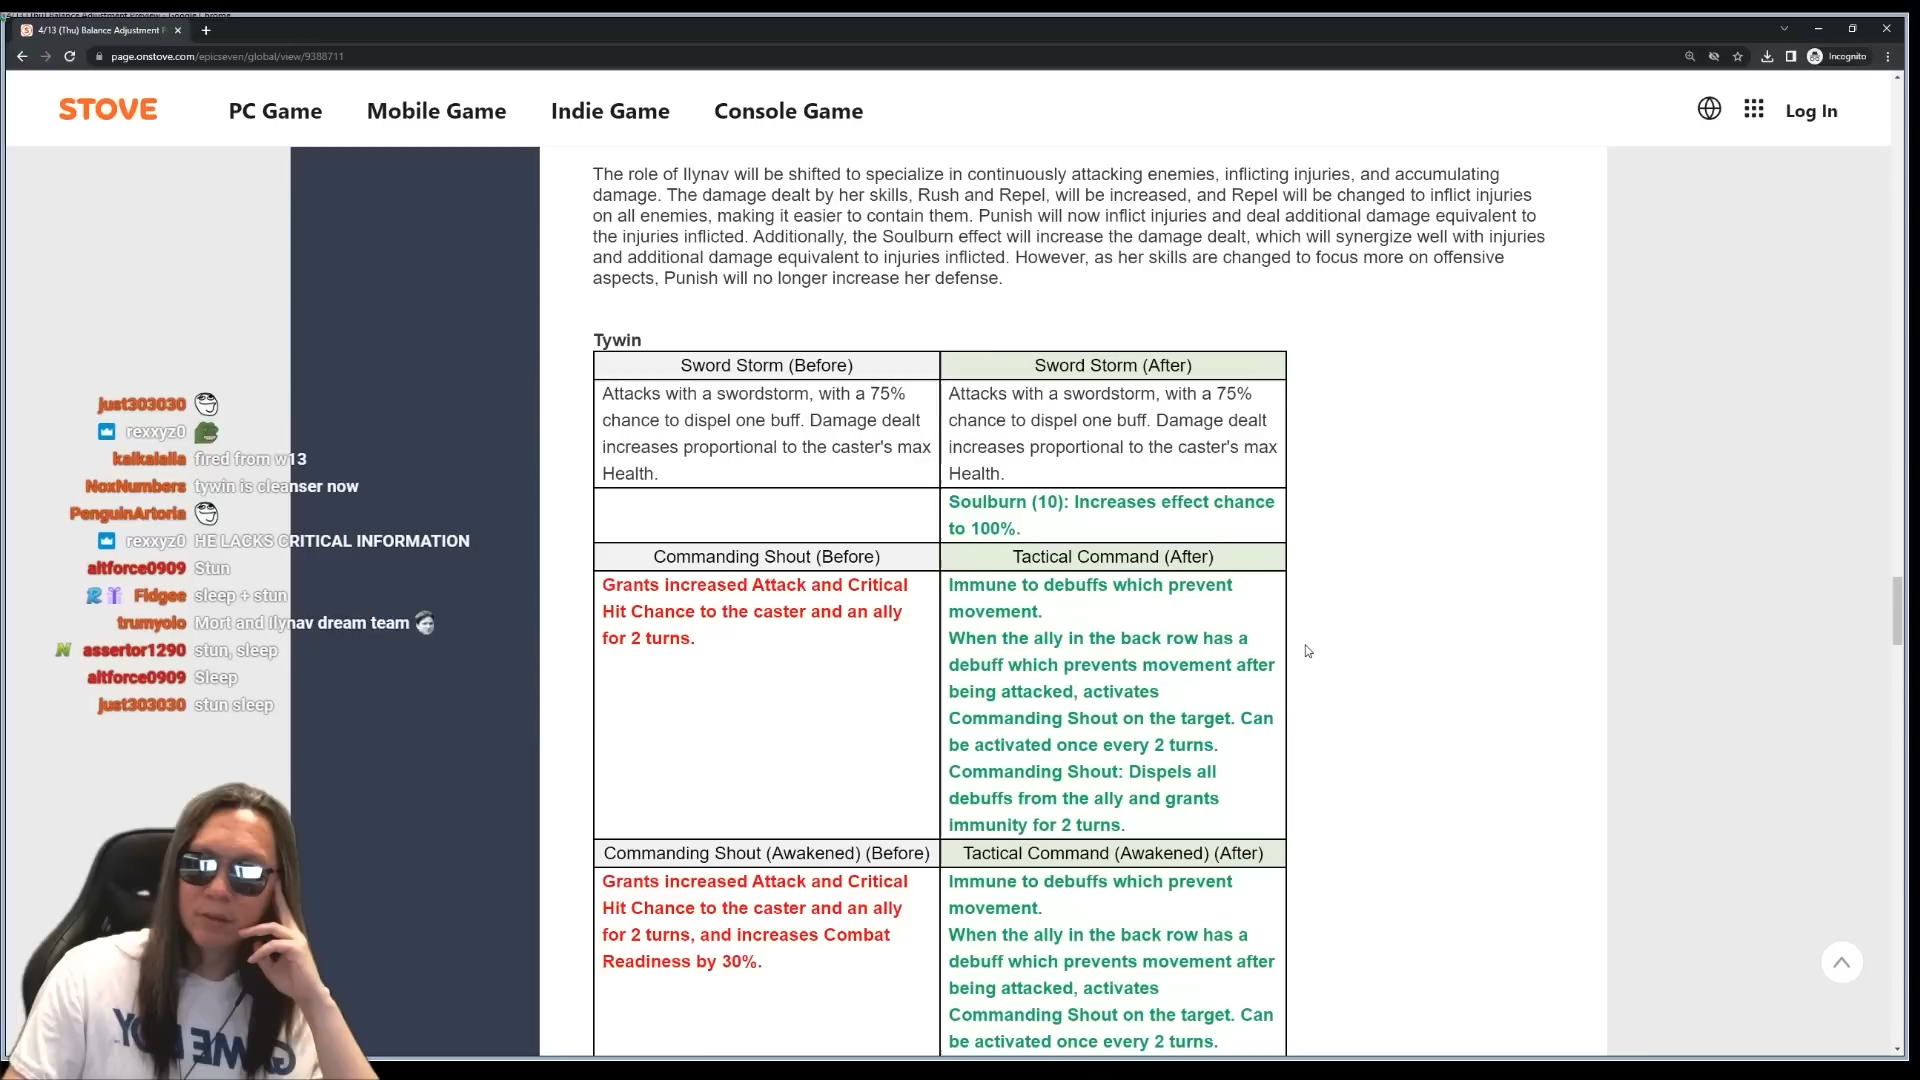 4/13 (Thu) Balance Adjustment Preview - Google Chrome
4/13 (Thu) Balance Adjustment P
page.onstove.com/epicseven/global/view/9388711
Incognito
STOVE
PC Game
Mobile Game
Indie Game
Console Game
Log In
The role of Ilynav will be shifted to specialize in continuously attacking enemies, inflicting injuries, and accumulating
damage. The damage dealt by her skills, Rush and Repel, will be increased, and Repel will be changed to inflict injuries
on all enemies, making it easier to contain them. Punish will now inflict injuries and deal additional damage equivalent to
the injuries inflicted. Additionally, the Soulburn effect will increase the damage dealt, which will synergize well with injuries
and additional damage equivalent to injuries inflicted. However, as her skills are changed to focus more on offensive
aspects, Punish will no longer increase her defense.
Tywin
Sword Storm (Before)
Attacks with a swordstorm, with a 75%
chance to dispel one buff. Damage dealt
increases proportional to the caster's max
Health.
Sword Storm (After)
Attacks with a swordstorm, with a 75%
chance to dispel one buff. Damage dealt
increases proportional to the caster's max
Health.
Soulburn (10): Increases effect chance
to 100%.
Commanding Shout (Before)
Grants increased Attack and Critical
Hit Chance to the caster and an ally
for 2 turns.
Tactical Command (After)
Immune to debuffs which prevent
movement.
When the ally in the back row has a
debuff which prevents movement after
being attacked, activates
Commanding Shout on the target. Can
be activated once every 2 turns.
Commanding Shout: Dispels all
debuffs from the ally and grants
immunity for 2 turns.
Commanding Shout (Awakened) (Before)
Grants increased Attack and Critical
Hit Chance to the caster and an ally
for 2 turns, and increases Combat
Readiness by 30%.
Tactical Command (Awakened) (After)
Immune to debuffs which prevent
movement.
When the ally in the back row has a
debuff which prevents movement after
being attacked, activates
Commanding Shout on the target. Can
be activated once every 2 turns.
just303030
rexxyz0
kaikalalla fired from w13
NoxNumbers tywin is cleanser now
PenguinArtoria
rexxyz0 HE LACKS CRITICAL INFORMATION
altforce0909 Stun
Fidgee sleep + stun
trumyolo Mort and Ilynav dream team
assertor1290 stun, sleep
altforce0909 Sleep
just303030 stun sleep
GAME BOY